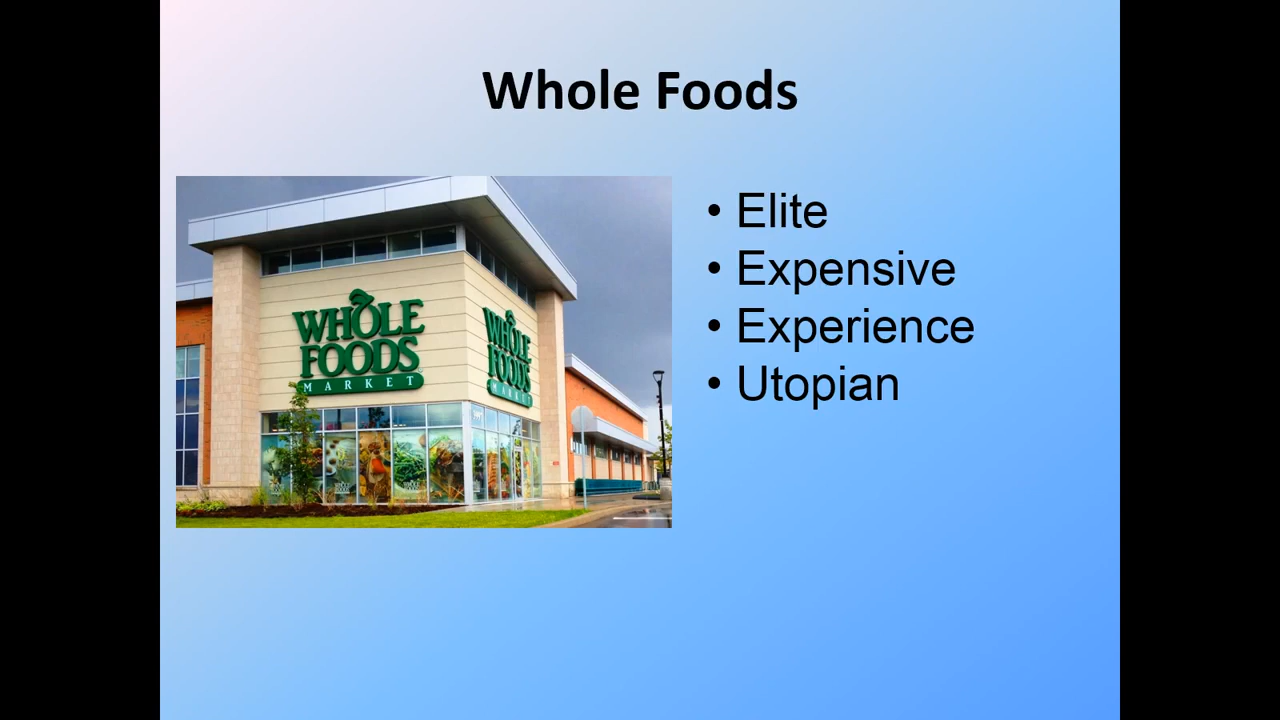 Whole Foods
WHOLE
FOODS
MARKET
WHOLE
FOODS
MARKET
• Elite
• Expensive
• Experience
• Utopian